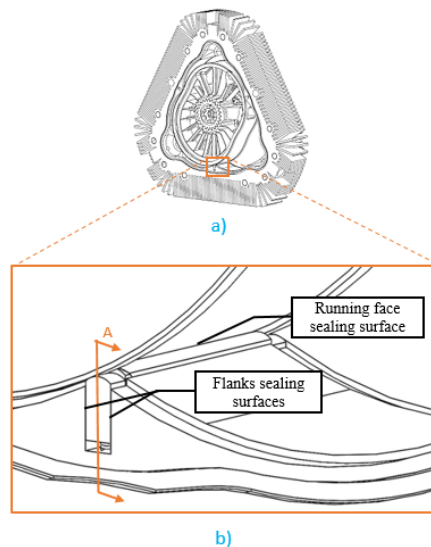 a)
Running face
sealing surface
A
Flanks sealing
surfaces
b)